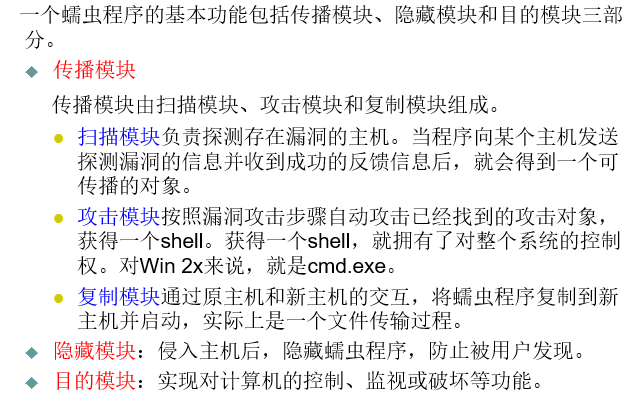 一个蠕虫程序的基本功能包括传播模块、隐藏模块和目的模块三部
分。
传播模块
传播模块由扫描模块、攻击模块和复制模块组成。
扫描模块负责探测存在漏洞的主机。当程序向某个主机发送
探测漏洞的信息并收到成功的反馈信息后，就会得到一个可
传播的对象。
攻击模块按照漏洞攻击步骤自动攻击已经找到的攻击对象，
获得一个shell。获得一个shell，就拥有了对整个系统的控制
权。对Win 2x来说，就是cmd.exe。
复制模块通过原主机和新主机的交互，将蠕虫程序复制到新
主机并启动，实际上是一个文件传输过程。
隐藏模块：侵入主机后，隐藏蠕虫程序，防止被用户发现。
目的模块：实现对计算机的控制、监视或破坏等功能。